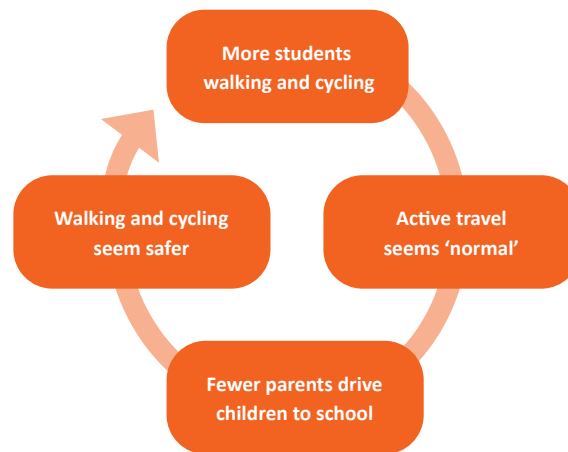 More students
walking and cycling
Active travel
seems ‘normal’
Fewer parents drive
children to school
Walking and cycling
seem safer